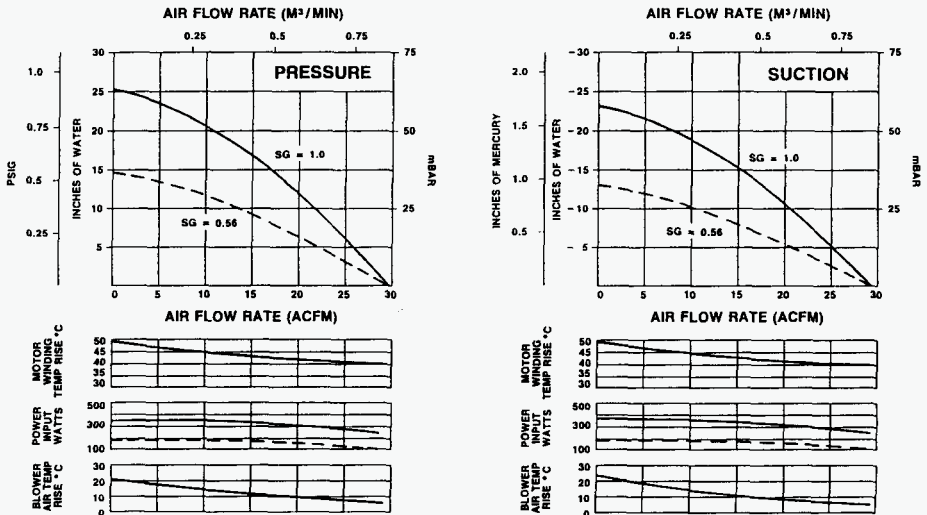 AIR FLOW RATE (M³/MIN)
0.25 0.5 0.75
PRESSURE
PSIG
1.0
0.75
0.5
0.25
INCHES OF WATER
30
25
20
15
10
5
mBAR
75
50
25
SG = 1.0
SG = 0.56
0 5 10 15 20 25 30
AIR FLOW RATE (ACFM)
MOTOR WINDING TEMP RISE °C
50
45
35
30
POWER INPUT WATTS
500
300
100
BLOWER AIR TEMP RISE °C
30
20
10
0
AIR FLOW RATE (M³/MIN)
0.25 0.5 0.75
SUCTION
INCHES OF MERCURY
2.0
1.5
1.0
0.5
INCHES OF WATER
-30
-25
-20
-15
-10
-5
mBAR
75
50
25
SG = 1.0
SG = 0.56
0 5 10 15 20 25 30
AIR FLOW RATE (ACFM)
MOTOR WINDING TEMP RISE °C
50
45
40
35
30
POWER INPUT WATTS
500
300
100
BLOWER AIR TEMP RISE °C
30
20
10
0